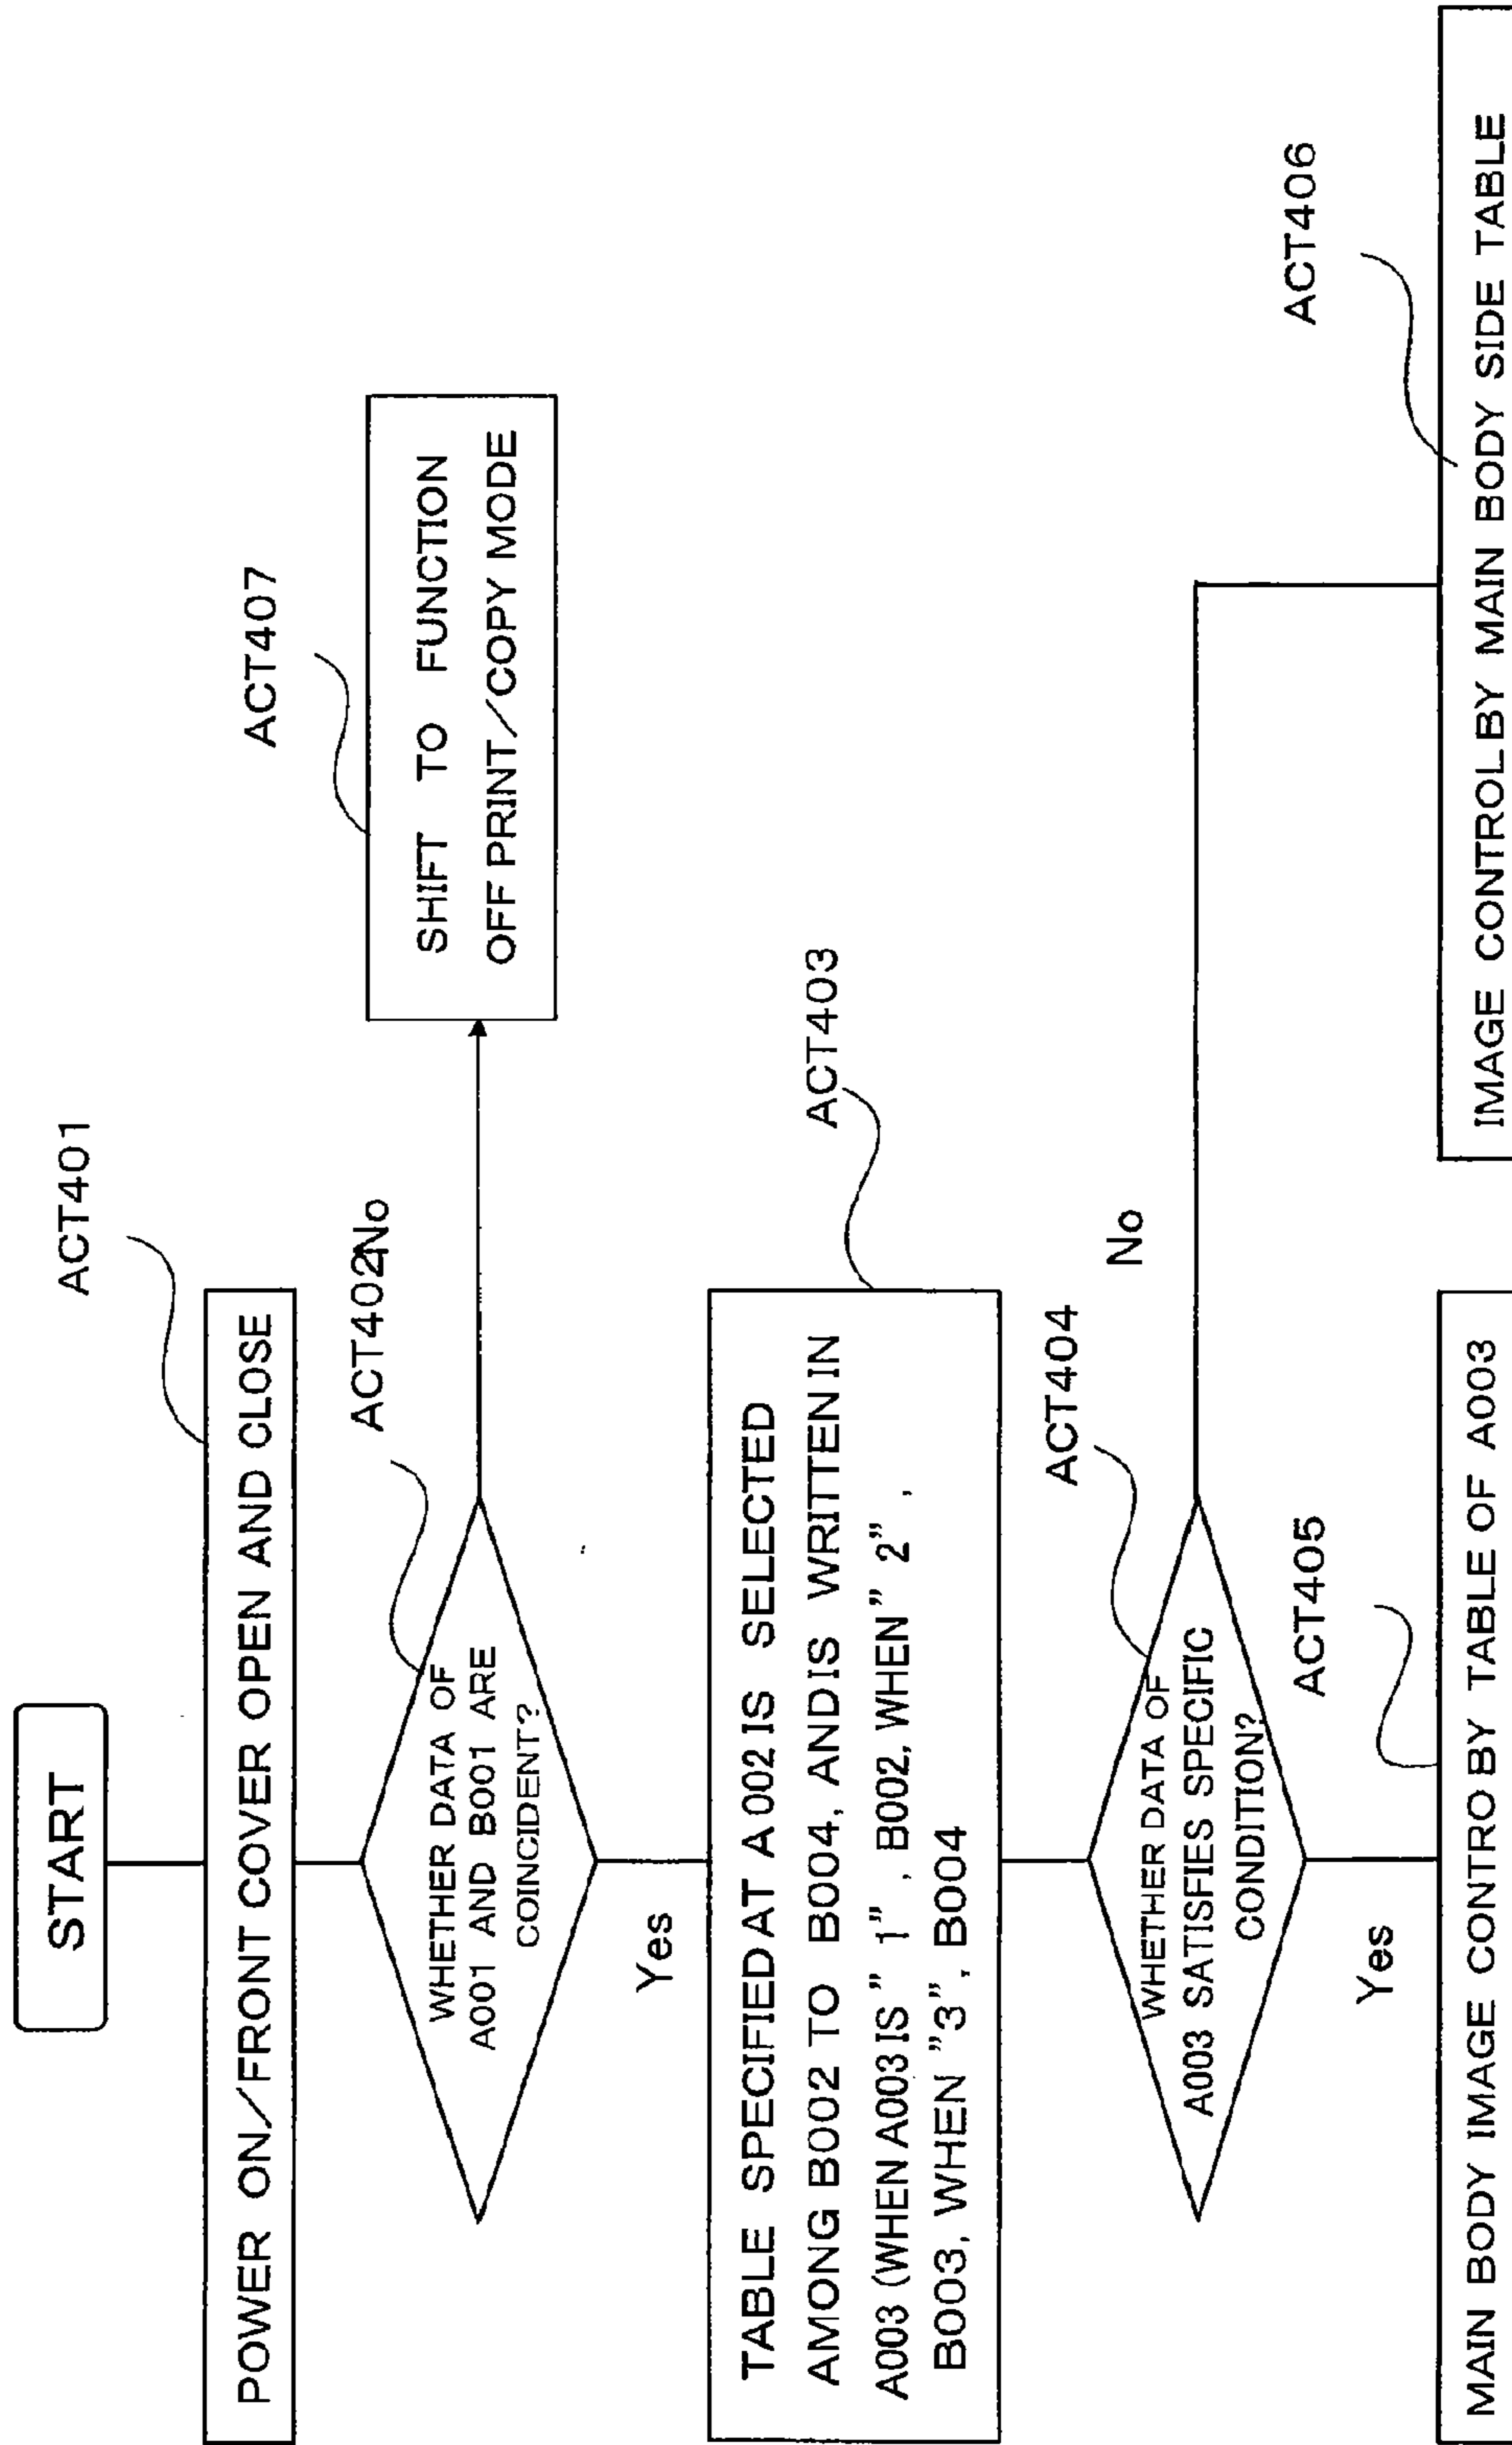 START
ACT401
POWER ON/FRONT COVER OPEN AND CLOSE
ACT402
No
WHETHER DATA OF
A001 AND B001 ARE
COINCIDENT?
ACT407
SHIFT TO FUNCTION
OFF PRINT/COPY MODE
Yes
ACT403
TABLE SPECIFIED AT A002 IS SELECTED
AMONG B002 TO B004, AND IS WRITTEN IN
A003 (WHEN A003 IS "1", B002, WHEN "2",
B003, WHEN "3", B004
ACT404
No
WHETHER DATA OF
A003 SATISFIES SPECIFIC
CONDITION?
Yes
ACT405
MAIN BODY IMAGE CONTRO BY TABLE OF A003
ACT406
IMAGE CONTROL BY MAIN BODY SIDE TABLE